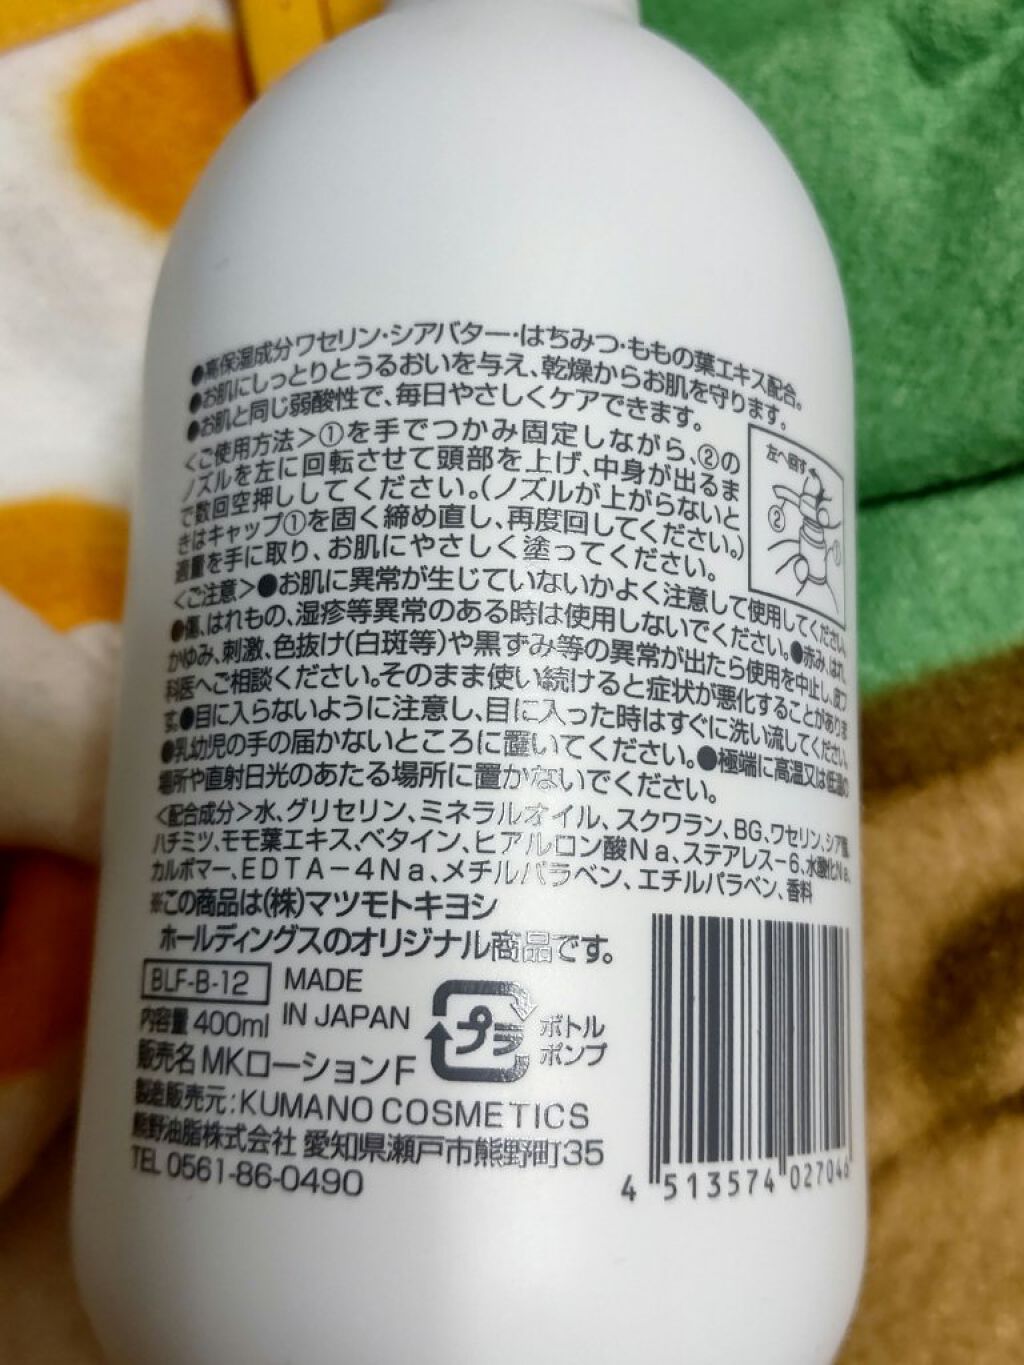 ●高保湿成分ワセリン・シアバター・はちみつ・ももの葉エキス配合。
●お肌にしっとりとうるおいを与え、乾燥からお肌を守ります。
●お肌と同じ弱酸性で、毎日やさしくケアできます。
<ご使用方法>①を手でつかみ固定しながら、②の
ノズルを左に回転させて頭部を上げ、中身が出るま
で数回空押ししてください。(ノズルが上がらないと
きはキャップ①を固く締め直し、再度回してください。)
適量を手に取り、お肌にやさしく塗ってください。
左へ回す
②
①
<ご注意>●お肌に異常が生じていないかよく注意して使用してください。
●傷、はれもの、湿疹等異常のある時は使用しないでください。●赤み、はれ、
かゆみ、刺激、色抜け(白斑等)や黒ずみ等の異常が出たら使用を中止し、皮フ
科医へご相談ください。そのまま使い続けると症状が悪化することがありま
す。●目に入らないように注意し、目に入った時はすぐに洗い流してください。
●乳幼児の手の届かないところに置いてください。●極端に高温又は低温の
場所や直射日光のあたる場所に置かないでください。
<配合成分>水、グリセリン、ミネラルオイル、スクワラン、BG、ワセリン、シア脂、
ハチミツ、モモ葉エキス、ベタイン、ヒアルロン酸Na、ステアレス-6、水酸化Na、
カルボマー、EDTA-4Na、メチルパラベン、エチルパラベン、香料
※この商品は(株)マツモトキヨシ
ホールディングスのオリジナル商品です。
BLF-B-12
MADE
IN JAPAN
内容量 400ml
プラ
ボトル
ポンプ
販売名 MKローションF
製造販売元:KUMANO COSMETICS
熊野油脂株式会社 愛知県瀬戸市熊野町35
TEL 0561-86-0490
4 513574 027046